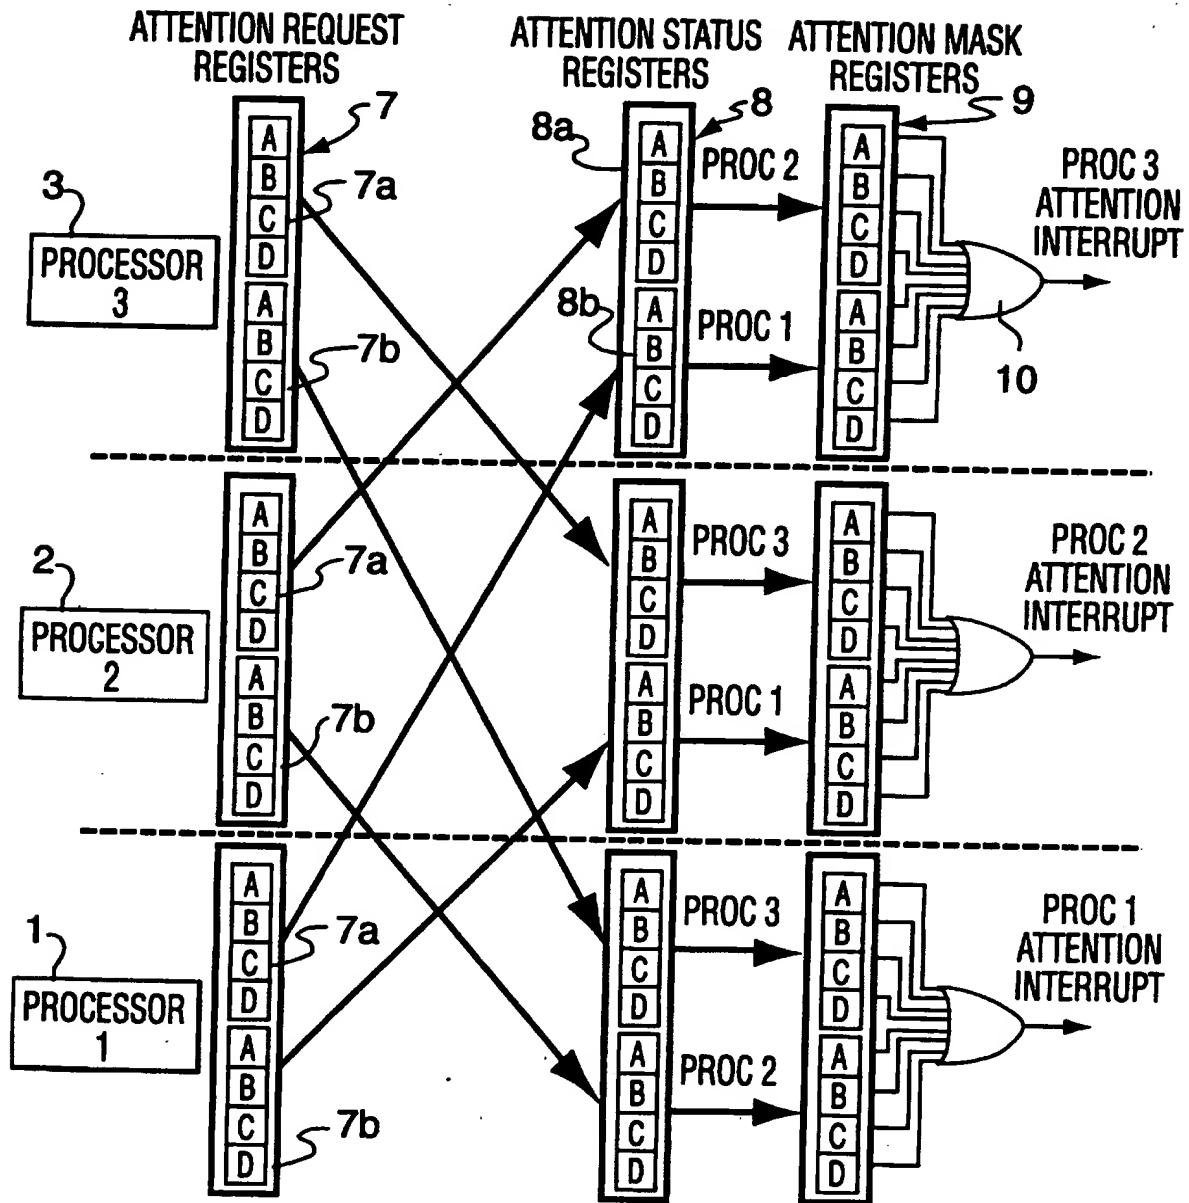 ATTENTION REQUEST
REGISTERS
ATTENTION STATUS
REGISTERS
ATTENTION MASK
REGISTERS
7
8a
8
9
3
PROCESSOR
3
A
B
C
D
7a
A
B
C
D
7b
A
B
C
D
8b
A
B
C
D
PROC 2
PROC 1
A
B
C
D
A
B
C
D
10
PROC 3
ATTENTION
INTERRUPT
2
PROCESSOR
2
A
B
C
D
7a
A
B
C
D
7b
A
B
C
D
A
B
C
D
PROC 3
PROC 1
A
B
C
D
A
B
C
D
PROC 2
ATTENTION
INTERRUPT
1
PROCESSOR
1
A
B
C
D
7a
A
B
C
D
7b
A
B
C
D
A
B
C
D
PROC 3
PROC 2
A
B
C
D
A
B
C
D
PROC 1
ATTENTION
INTERRUPT